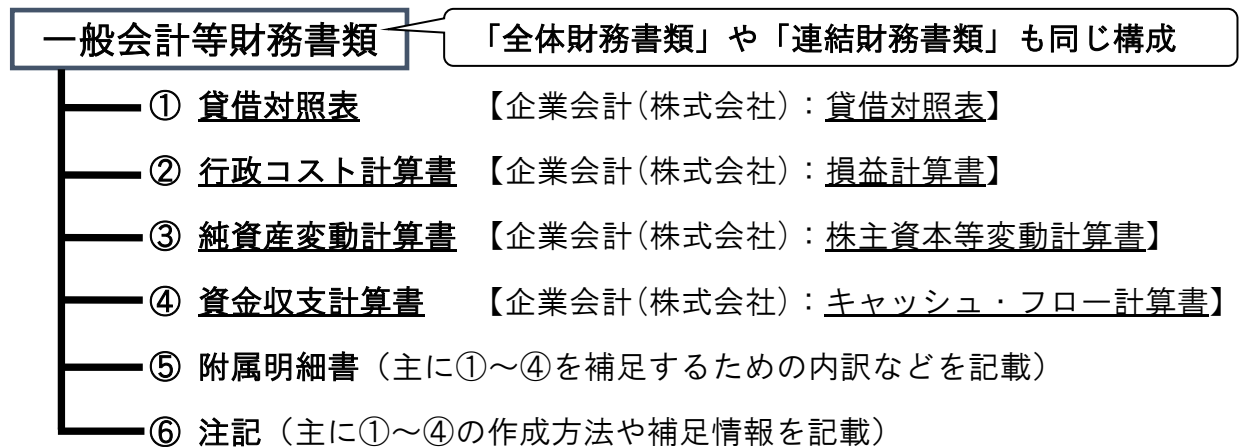 一般会計等財務書類
「全体財務書類」や「連結財務書類」も同じ構成
① 貸借対照表 【企業会計(株式会社)：貸借対照表】
② 行政コスト計算書 【企業会計(株式会社)：損益計算書】
③ 純資産変動計算書 【企業会計(株式会社)：株主資本等変動計算書】
④ 資金収支計算書 【企業会計(株式会社)：キャッシュ・フロー計算書】
⑤ 附属明細書（主に①～④を補足するための内訳などを記載）
⑥ 注記（主に①～④の作成方法や補足情報を記載）